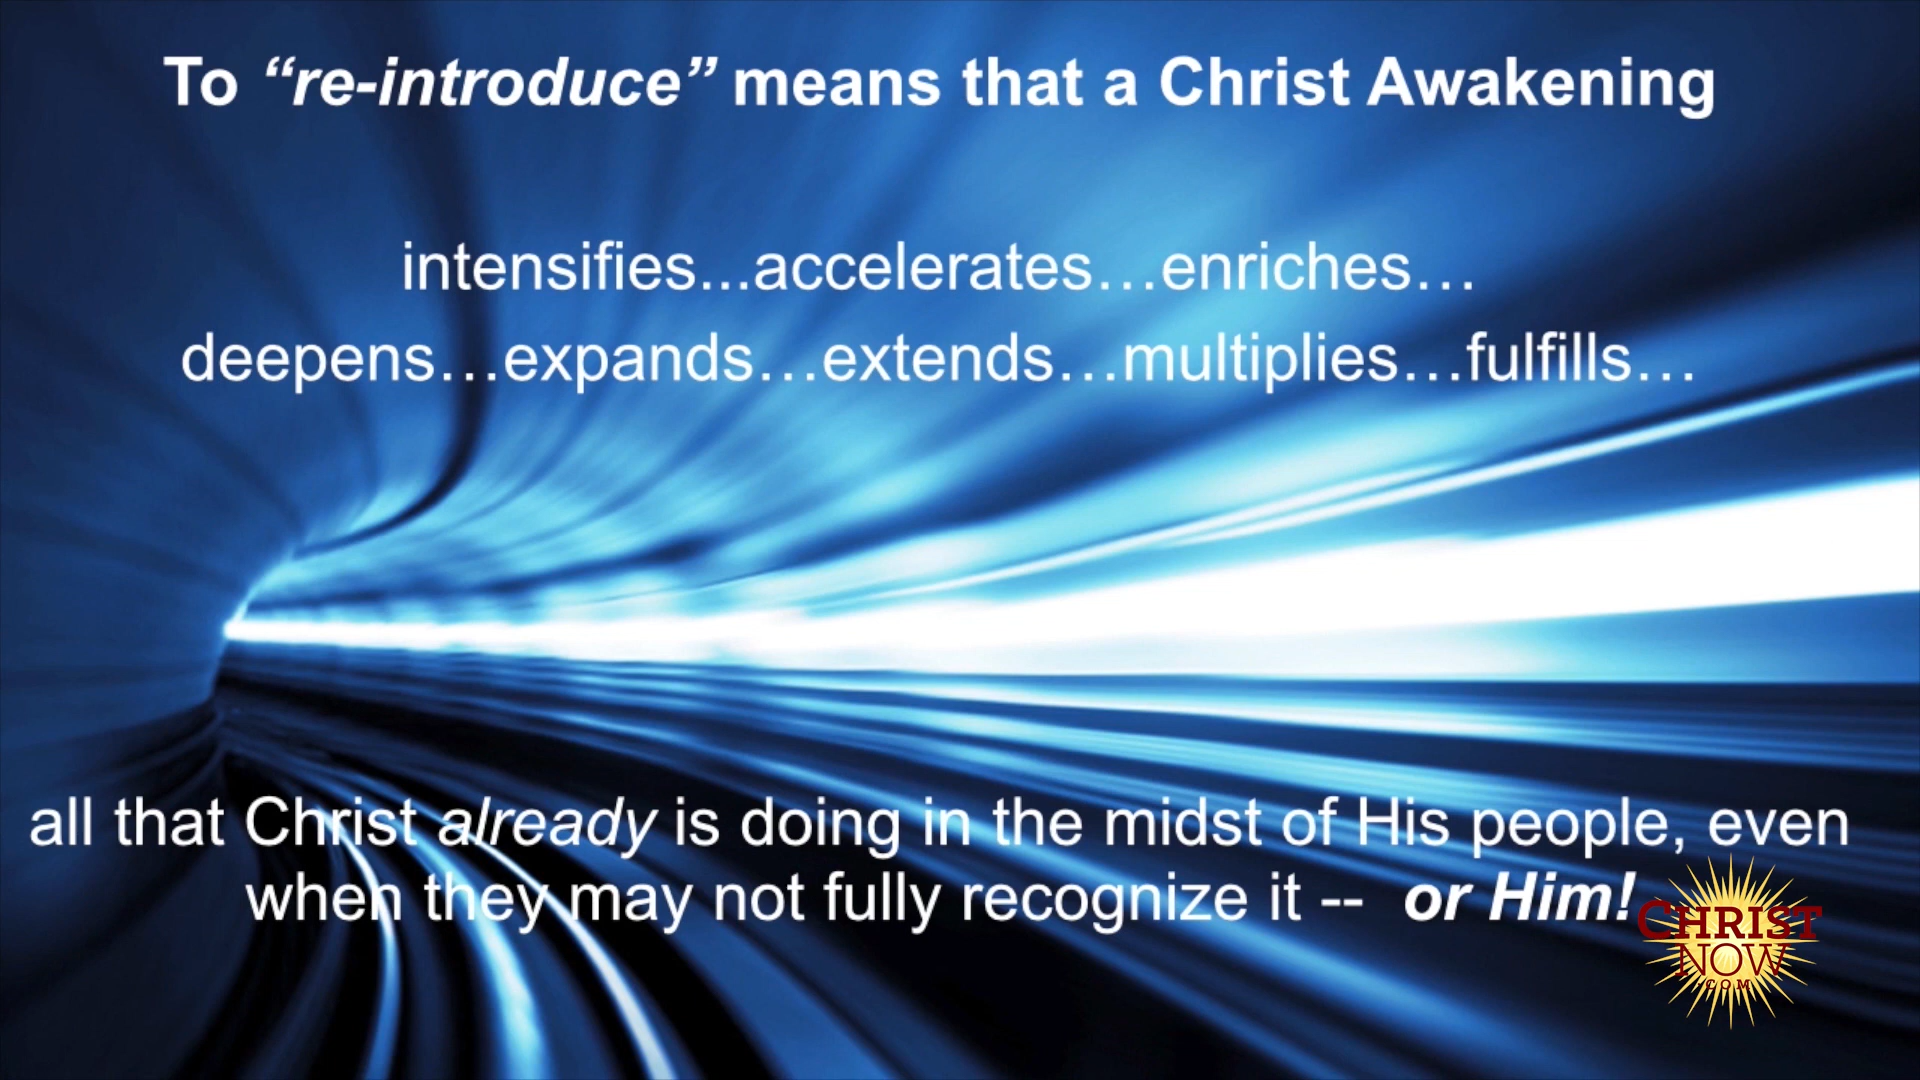 To “re-introduce” means that a Christ Awakening
intensifies...accelerates…enriches…
deepens…expands…extends…multiplies…fulfills…
all that Christ already is doing in the midst of His people, even
when they may not fully recognize it --  or Him!
CHRIST
NOW
.COM